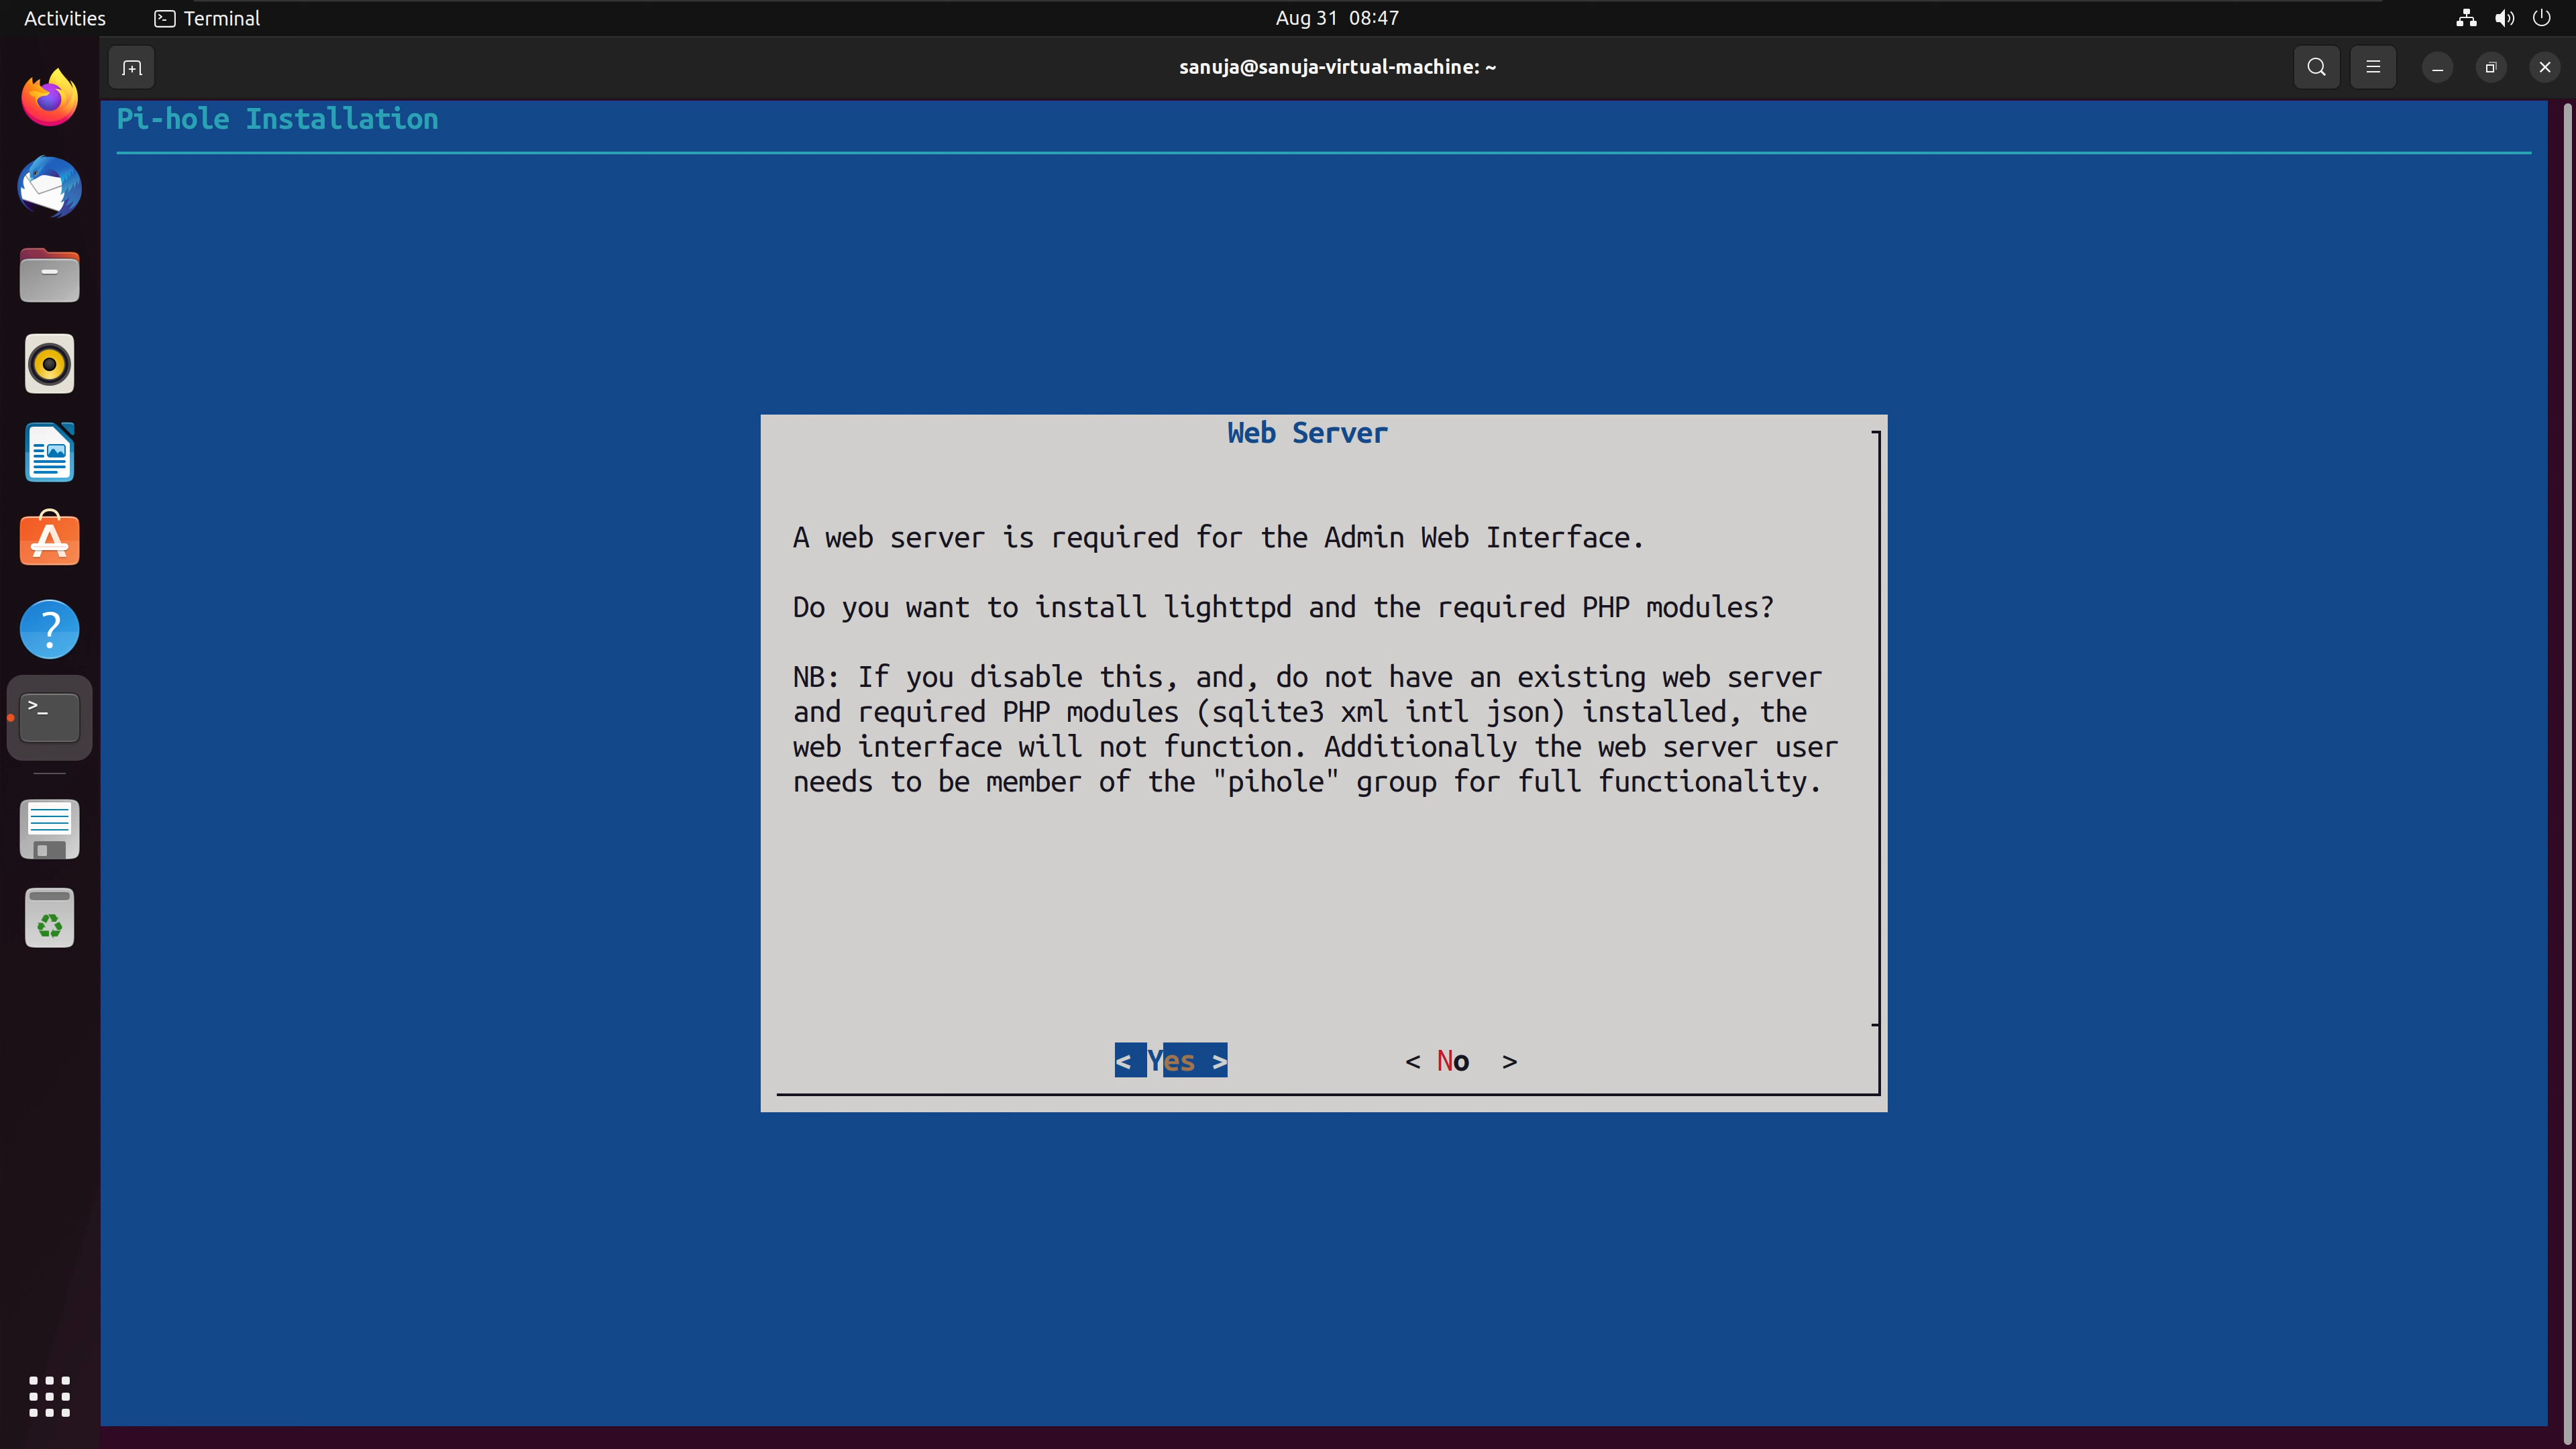 Activities
Terminal
Aug 31 08:47
sanuja@sanuja-virtual-machine: ~
Pi-hole Installation
Web Server
A web server is required for the Admin Web Interface.
Do you want to install lighttpd and the required PHP modules?
NB: If you disable this, and, do not have an existing web server
and required PHP modules (sqlite3 xml intl json) installed, the
web interface will not function. Additionally the web server user
needs to be member of the "pihole" group for full functionality.
< Yes > < No >